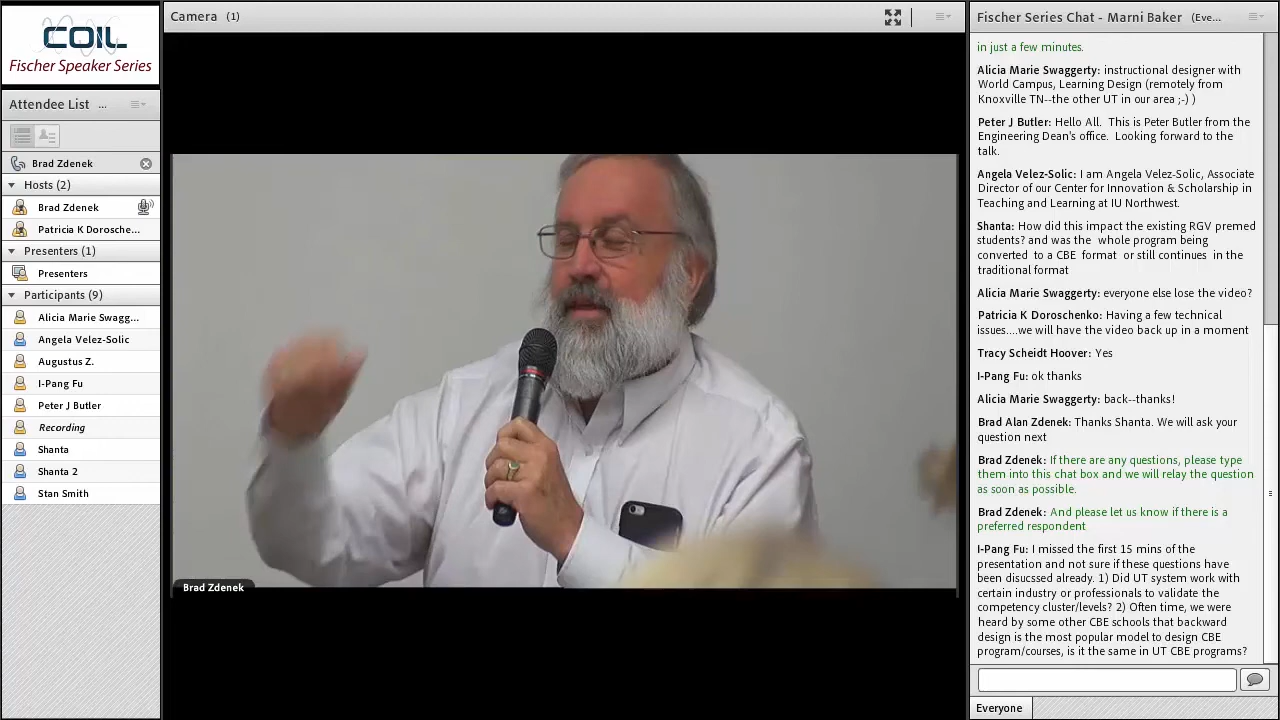 COIL
Fischer Speaker Series
Attendee List ...
Brad Zdenek
Hosts (2)
Brad Zdenek
Patricia K Dorosche...
Presenters (1)
Presenters
Participants (9)
Alicia Marie Swagg...
Angela Velez-Solic
Augustus Z.
I-Pang Fu
Peter J Butler
Recording
Shanta
Shanta 2
Stan Smith
Camera (1)
Brad Zdenek
Fischer Series Chat - Marni Baker (Eve...
in just a few minutes.
Alicia Marie Swaggerty: instructional designer with
World Campus, Learning Design (remotely from
Knoxville TN--the other UT in our area ;-) )
Peter J Butler: Hello All. This is Peter Butler from the
Engineering Dean's office. Looking forward to the
talk.
Angela Velez-Solic: I am Angela Velez-Solic, Associate
Director of our Center for Innovation & Scholarship in
Teaching and Learning at IU Northwest.
Shanta: How did this impact the existing RGV premed
students? and was the whole program being
converted to a CBE format or still continues in the
traditional format
Alicia Marie Swaggerty: everyone else lose the video?
Patricia K Doroschenko: Having a few technical
issues....we will have the video back up in a moment
Tracy Scheidt Hoover: Yes
I-Pang Fu: ok thanks
Alicia Marie Swaggerty: back--thanks!
Brad Alan Zdenek: Thanks Shanta. We will ask your
question next
Brad Zdenek: If there are any questions, please type
them into this chat box and we will relay the question
as soon as possible.
Brad Zdenek: And please let us know if there is a
preferred respondent
I-Pang Fu: I missed the first 15 mins of the
presentation and not sure if these questions have
been disucssed already. 1) Did UT system work with
certain industry or professionals to validate the
competency cluster/levels? 2) Often time, we were
heard by some other CBE schools that backward
design is the most popular model to design CBE
program/courses, is it the same in UT CBE programs?
Everyone